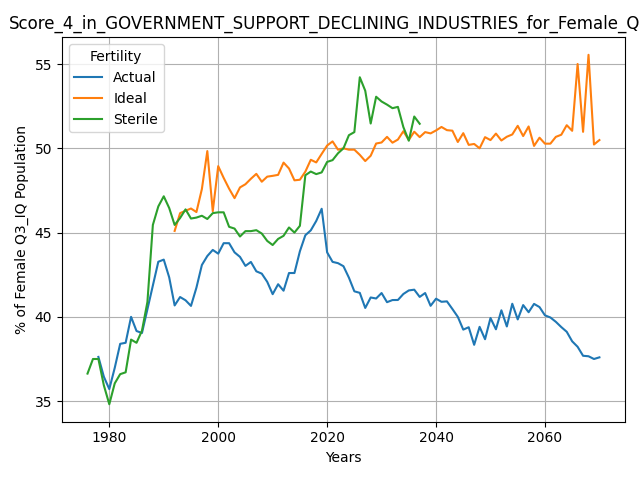 Score_4_in_GOVERNMENT_SUPPORT_DECLINING_INDUSTRIES_for_Female_Q
Fertility
Actual
Ideal
Sterile
% of Female Q3_IQ Population
55
50
45
40
35
1980 2000 2020 2040 2060
Years